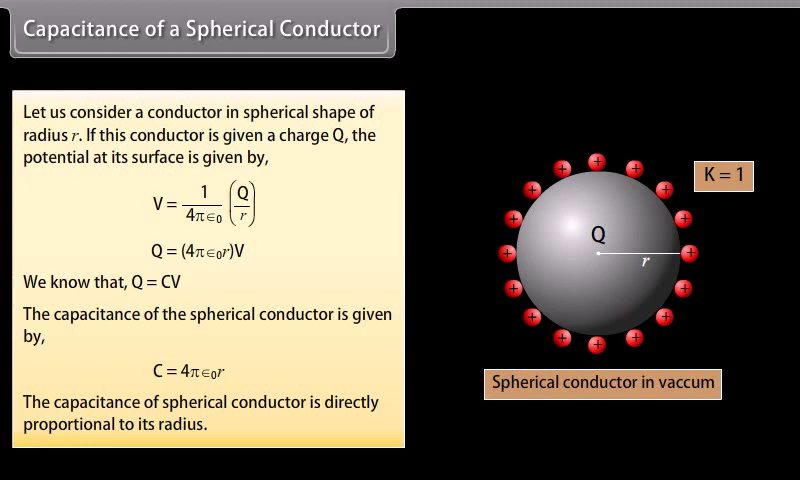 Capacitance of a Spherical Conductor
Let us consider a conductor in spherical shape of
radius r. If this conductor is given a charge Q, the
potential at its surface is given by,
V = 1/4π∈₀ (Q/r)
Q = (4π∈₀r)V
We know that, Q = CV
The capacitance of the spherical conductor is given
by,
C = 4π∈₀r
The capacitance of spherical conductor is directly
proportional to its radius.
K = 1
+ + + + + + + + + + + + + + + +
Q
r
Spherical conductor in vaccum